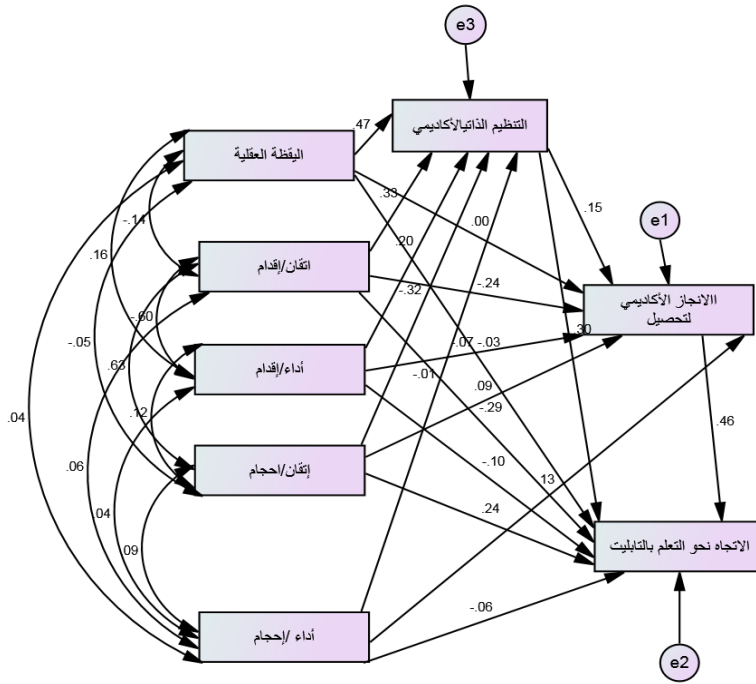 e3
التنظيم الذاتيالأكاديمي
.47
اليقظة العقلية
.33
.00
.15
e1
-.14
.20
.16
اتقان/إقدام
-.32
-.24
االانجاز الأكاديمي
لتحصيل
-.60
.30
-.07
-.03
-.05
.63
أداء/إقدام
-.01
.09
.12
-.29
.04
.46
.06
إتقان/احجام
-.10
.24
.13
.04
.09
الاتجاه نحو التعلم بالتابليت
أداء /إحجام
-.06
e2